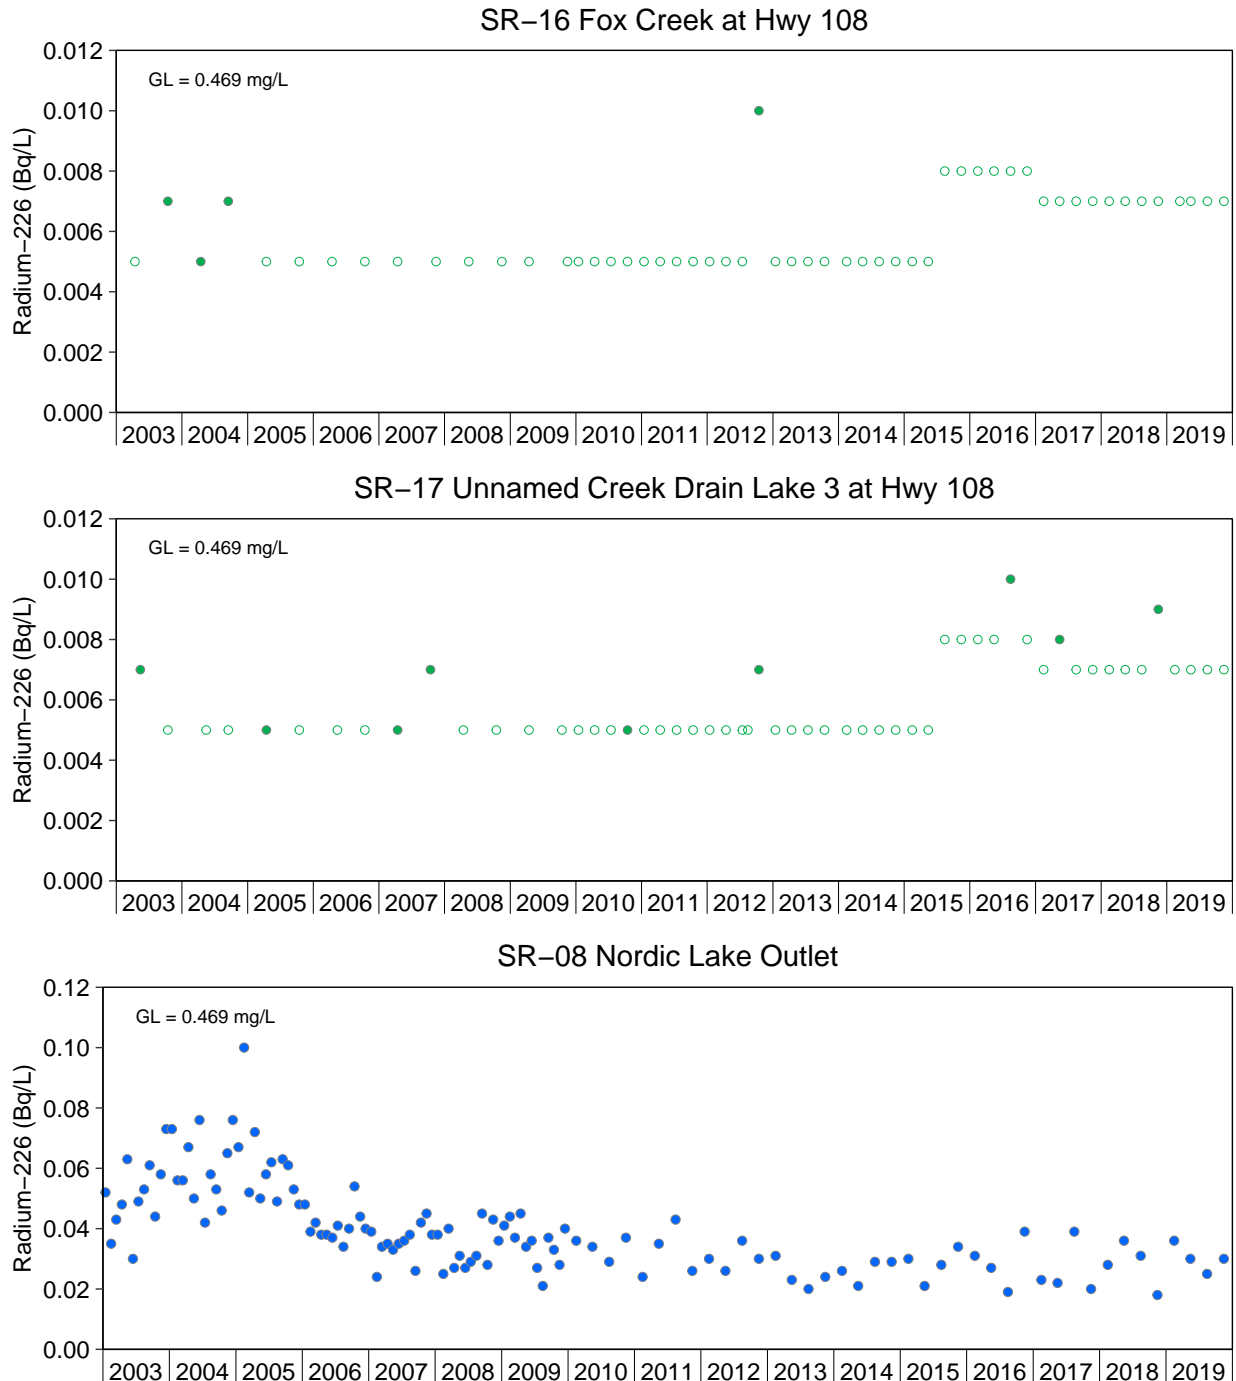 SR−16 Fox Creek at Hwy 108
0.012
GL = 0.469 mg/L
0.010
0.008
0.006
0.004
0.002
0.000
Radium−226 (Bq/L)
2003 2004 2005 2006 2007 2008 2009 2010 2011 2012 2013 2014 2015 2016 2017 2018 2019
SR−17 Unnamed Creek Drain Lake 3 at Hwy 108
0.012
GL = 0.469 mg/L
0.010
0.008
0.006
0.004
0.002
0.000
Radium−226 (Bq/L)
2003 2004 2005 2006 2007 2008 2009 2010 2011 2012 2013 2014 2015 2016 2017 2018 2019
SR−08 Nordic Lake Outlet
0.12
GL = 0.469 mg/L
0.10
0.08
0.06
0.04
0.02
0.00
Radium−226 (Bq/L)
2003 2004 2005 2006 2007 2008 2009 2010 2011 2012 2013 2014 2015 2016 2017 2018 2019